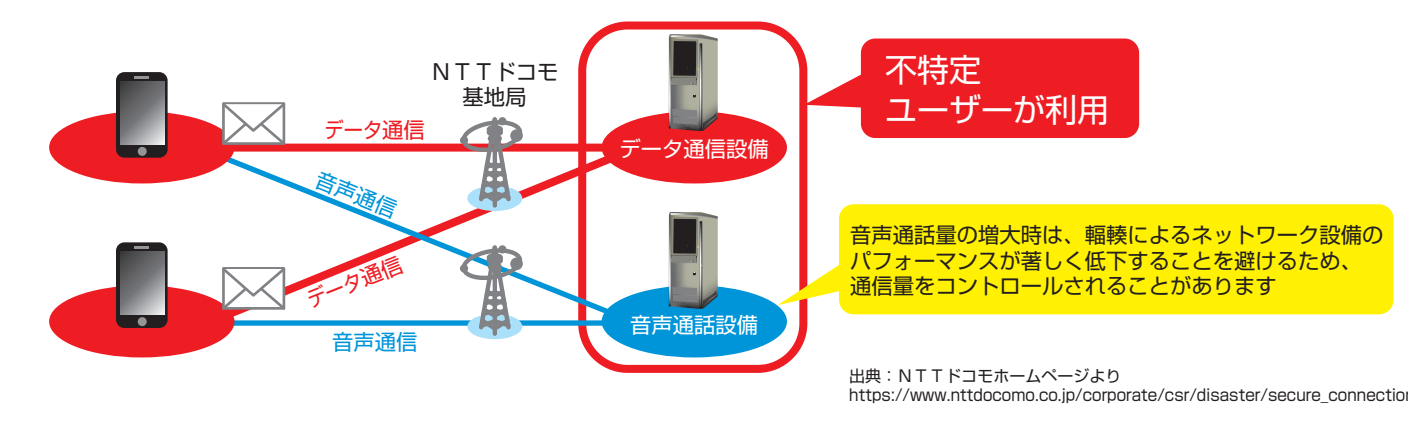 ＮＴＴドコモ
基地局
データ通信
音声通信
データ通信
音声通信
データ通信設備
音声通話設備
不特定
ユーザーが利用
音声通話量の増大時は、輻輳によるネットワーク設備の
パフォーマンスが著しく低下することを避けるため、
通信量をコントロールされることがあります
出典：ＮＴＴドコモホームページより
https://www.nttdocomo.co.jp/corporate/csr/disaster/secure_connection